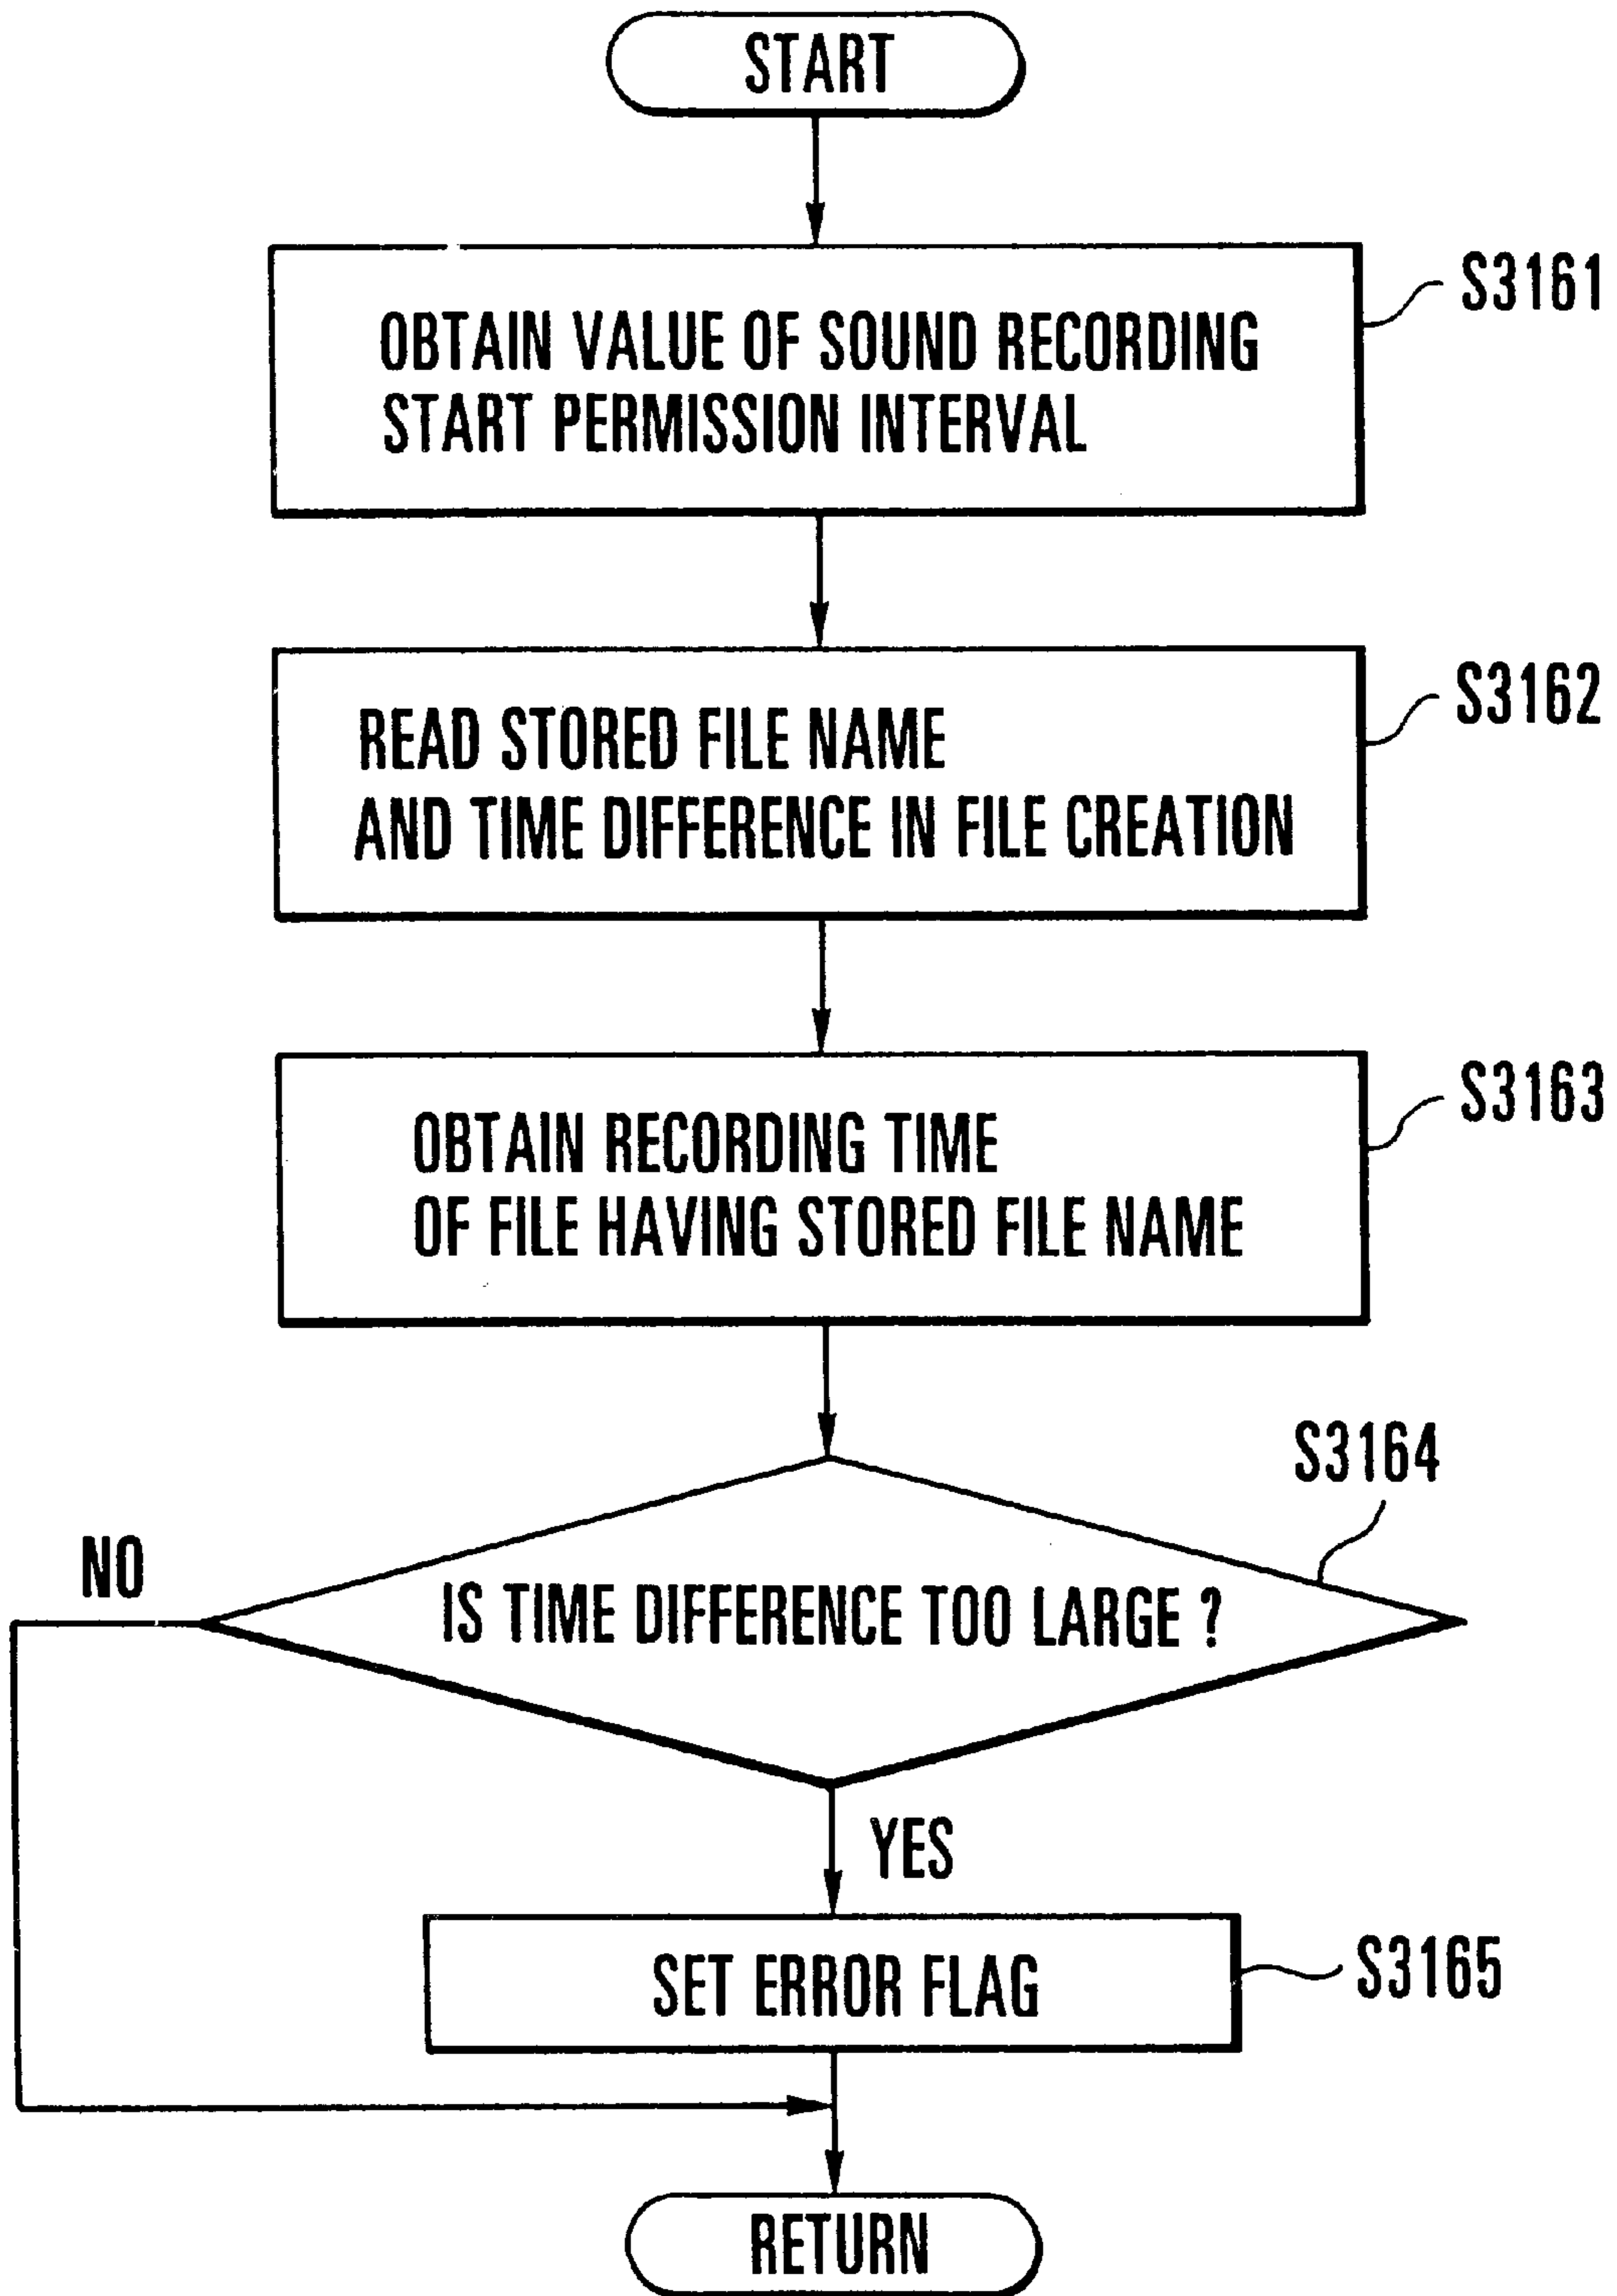 START
S3161
OBTAIN VALUE OF SOUND RECORDING
START PERMISSION INTERVAL
S3162
READ STORED FILE NAME
AND TIME DIFFERENCE IN FILE CREATION
S3163
OBTAIN RECORDING TIME
OF FILE HAVING STORED FILE NAME
S3164
NO
IS TIME DIFFERENCE TOO LARGE ?
YES
SET ERROR FLAG
S3165
RETURN